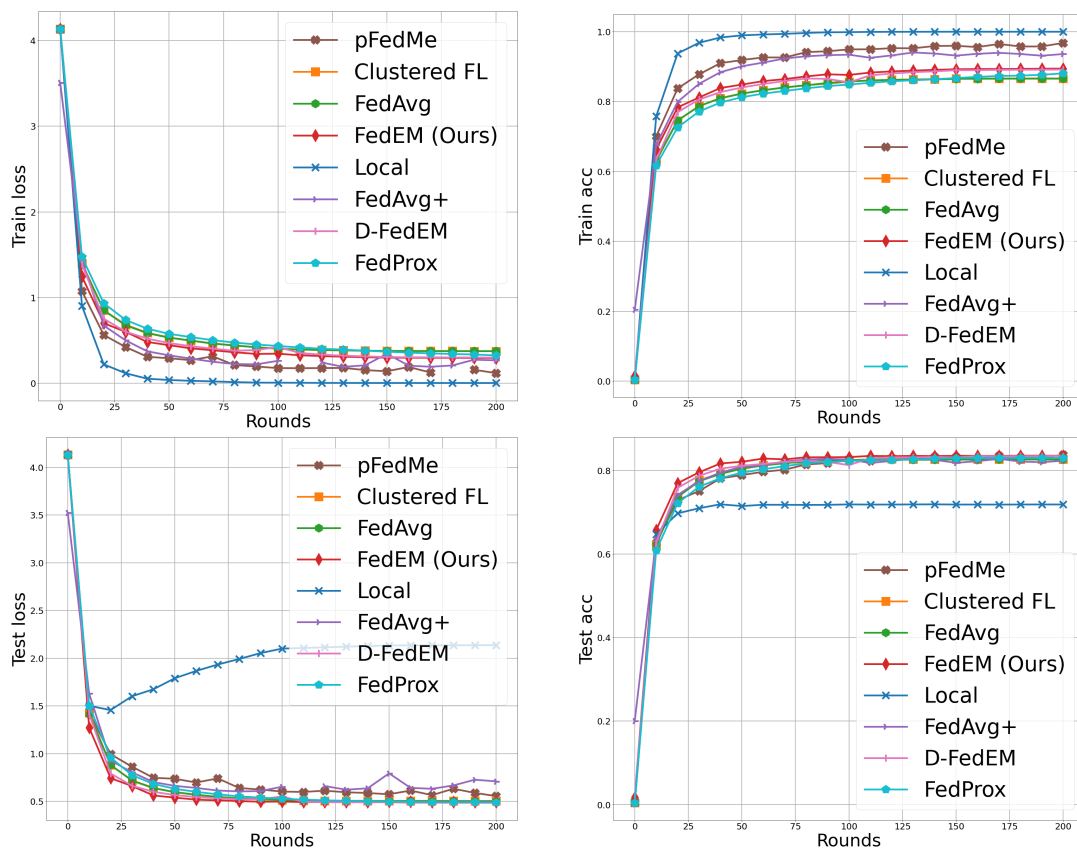 4
3
2
1
0
Train loss
0
25
50
75
100
125
150
175
200
Rounds
pFedMe
Clustered FL
FedAvg
FedEM (Ours)
Local
FedAvg+
D-FedEM
FedProx
1.0
0.8
0.6
0.4
0.2
0.0
Train acc
0
25
50
75
100
125
150
175
200
Rounds
pFedMe
Clustered FL
FedAvg
FedEM (Ours)
Local
FedAvg+
D-FedEM
FedProx
4.0
3.5
3.0
2.5
2.0
1.5
1.0
0.5
Test loss
0
25
50
75
100
125
150
175
200
Rounds
pFedMe
Clustered FL
FedAvg
FedEM (Ours)
Local
FedAvg+
D-FedEM
FedProx
0.8
0.6
0.4
0.2
0.0
Test acc
0
25
50
75
100
125
150
175
200
Rounds
pFedMe
Clustered FL
FedAvg
FedEM (Ours)
Local
FedAvg+
D-FedEM
FedProx